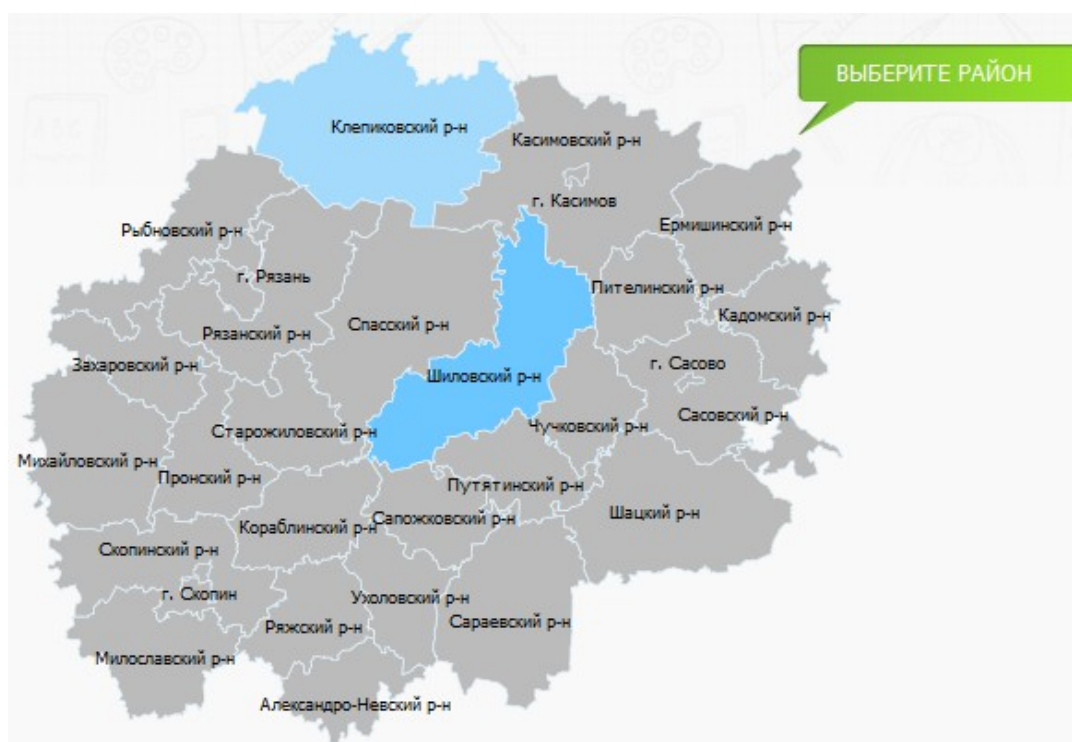 ВЫБЕРИТЕ РАЙОН
Клепиковский р-н
Касимовский р-н
г. Касимов
Ермишинский р-н
Рыбновский р-н
г. Рязань
Пителинский р-н
Кадомский р-н
Спасский р-н
Рязанский р-н
Захаровский р-н
г. Сасово
Шиловский р-н
Сасовский р-н
Чучковский р-н
Старожиловский р-н
Михайловский р-н
Пронский р-н
Путятинский р-н
Шацкий р-н
Сапожковский р-н
Кораблинский р-н
Скопинский р-н
г. Скопин
Ухоловский р-н
Сараевский р-н
Ряжский р-н
Милославский р-н
Александро-Невский р-н
ABC